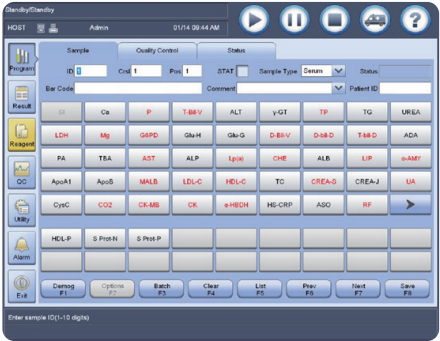 Standby/Standby
HOST Admin 01/14 09:44 AM
Sample Quality Control Status
Program
ID 1 Crsl 1 Pos 1 STAT Sample Type Serum Status
Bar Code Comment Patient ID
Result
Ca P T-Bil-V ALT γ-GT TP TG UREA
Reagent
LDH Mg G6PD Glu-H Glu-G D-Bil-V D-bil-D T-bil-D ADA
PA TBA AST ALP Lp(a) CHE ALB LIP α-AMY
QC
ApoA1 ApoB MALB LDL-C HDL-C TC CREA-S CREA-J UA
Utility
CysC CO2 CK-MB CK α-HBDH HS-CRP ASO RF
Alarm
HDL-P S Prot-N S Prot-P
Exit
Demog F1 Options F2 Batch F3 Clear F4 List F5 Prev F6 Next F7 Save F8
Enter sample ID(1-10 digits)